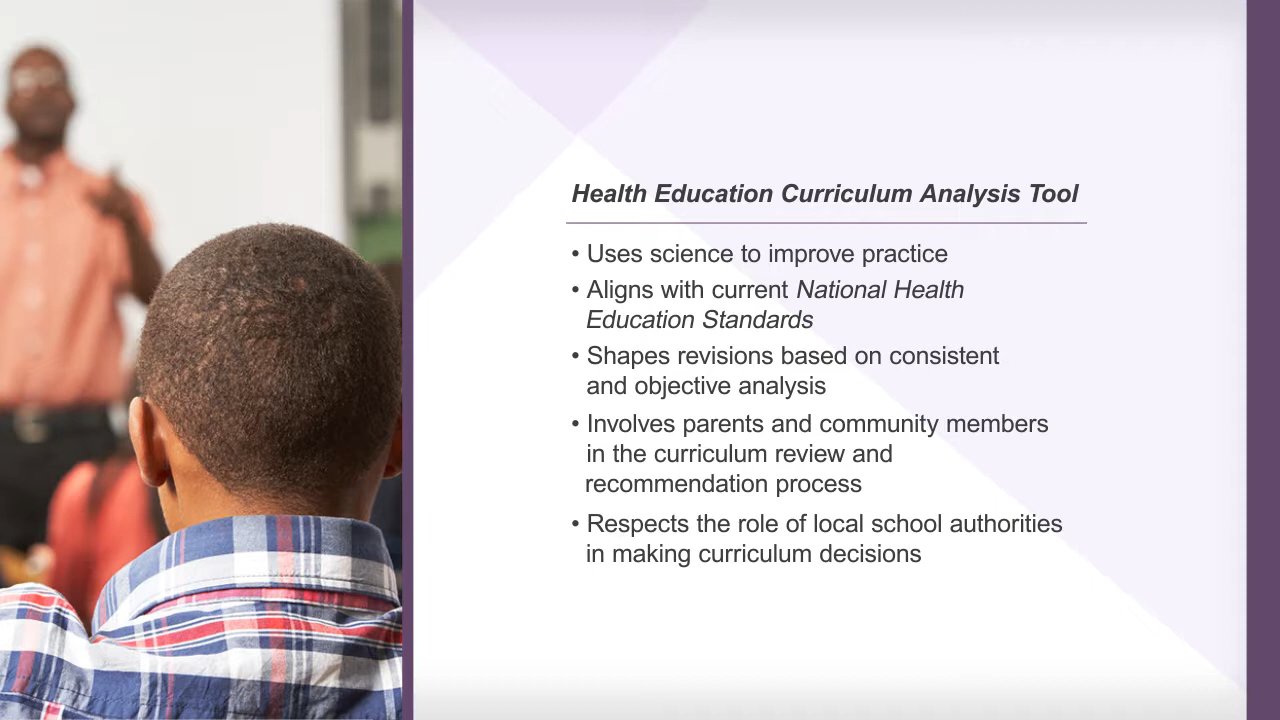 Health Education Curriculum Analysis Tool
• Uses science to improve practice
• Aligns with current National Health
Education Standards
• Shapes revisions based on consistent
and objective analysis
• Involves parents and community members
in the curriculum review and
recommendation process
• Respects the role of local school authorities
in making curriculum decisions